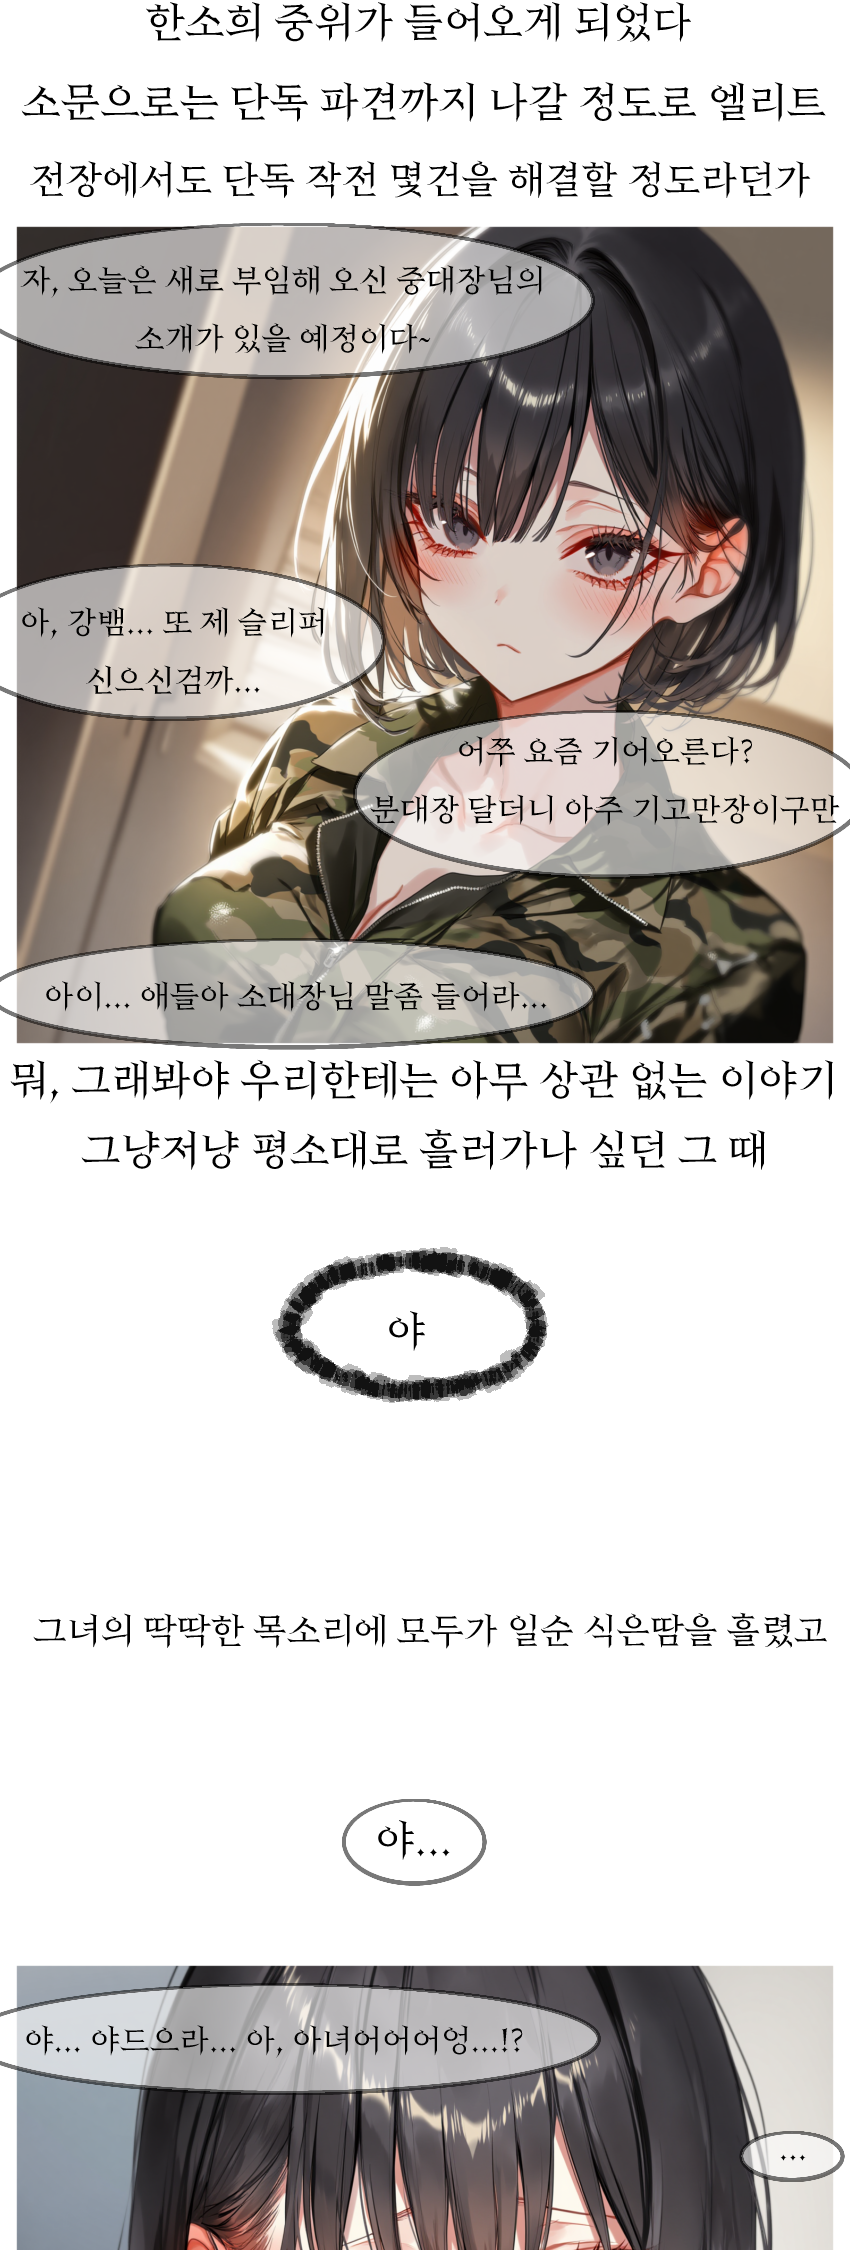 한소희 중위가 들어오게 되었다
소문으로는 단독 파견까지 나갈 정도로 엘리트
전장에서도 단독 작전 몇건을 해결할 정도라던가
자, 오늘은 새로 부임해 오신 중대장님의
소개가 있을 예정이다~
아, 강뱀... 또 제 슬리퍼
신으신검까...
어쭈 요즘 기어오른다?
분대장 달더니 아주 기고만장이구만
아이... 애들아 소대장님 말좀 들어라...
뭐, 그래봐야 우리한테는 아무 상관 없는 이야기
그냥저냥 평소대로 흘러가나 싶던 그 때
야
그녀의 딱딱한 목소리에 모두가 일순 식은땀을 흘렸고
야...
야... 야드으라... 아, 아녀어어어엉...!?
...